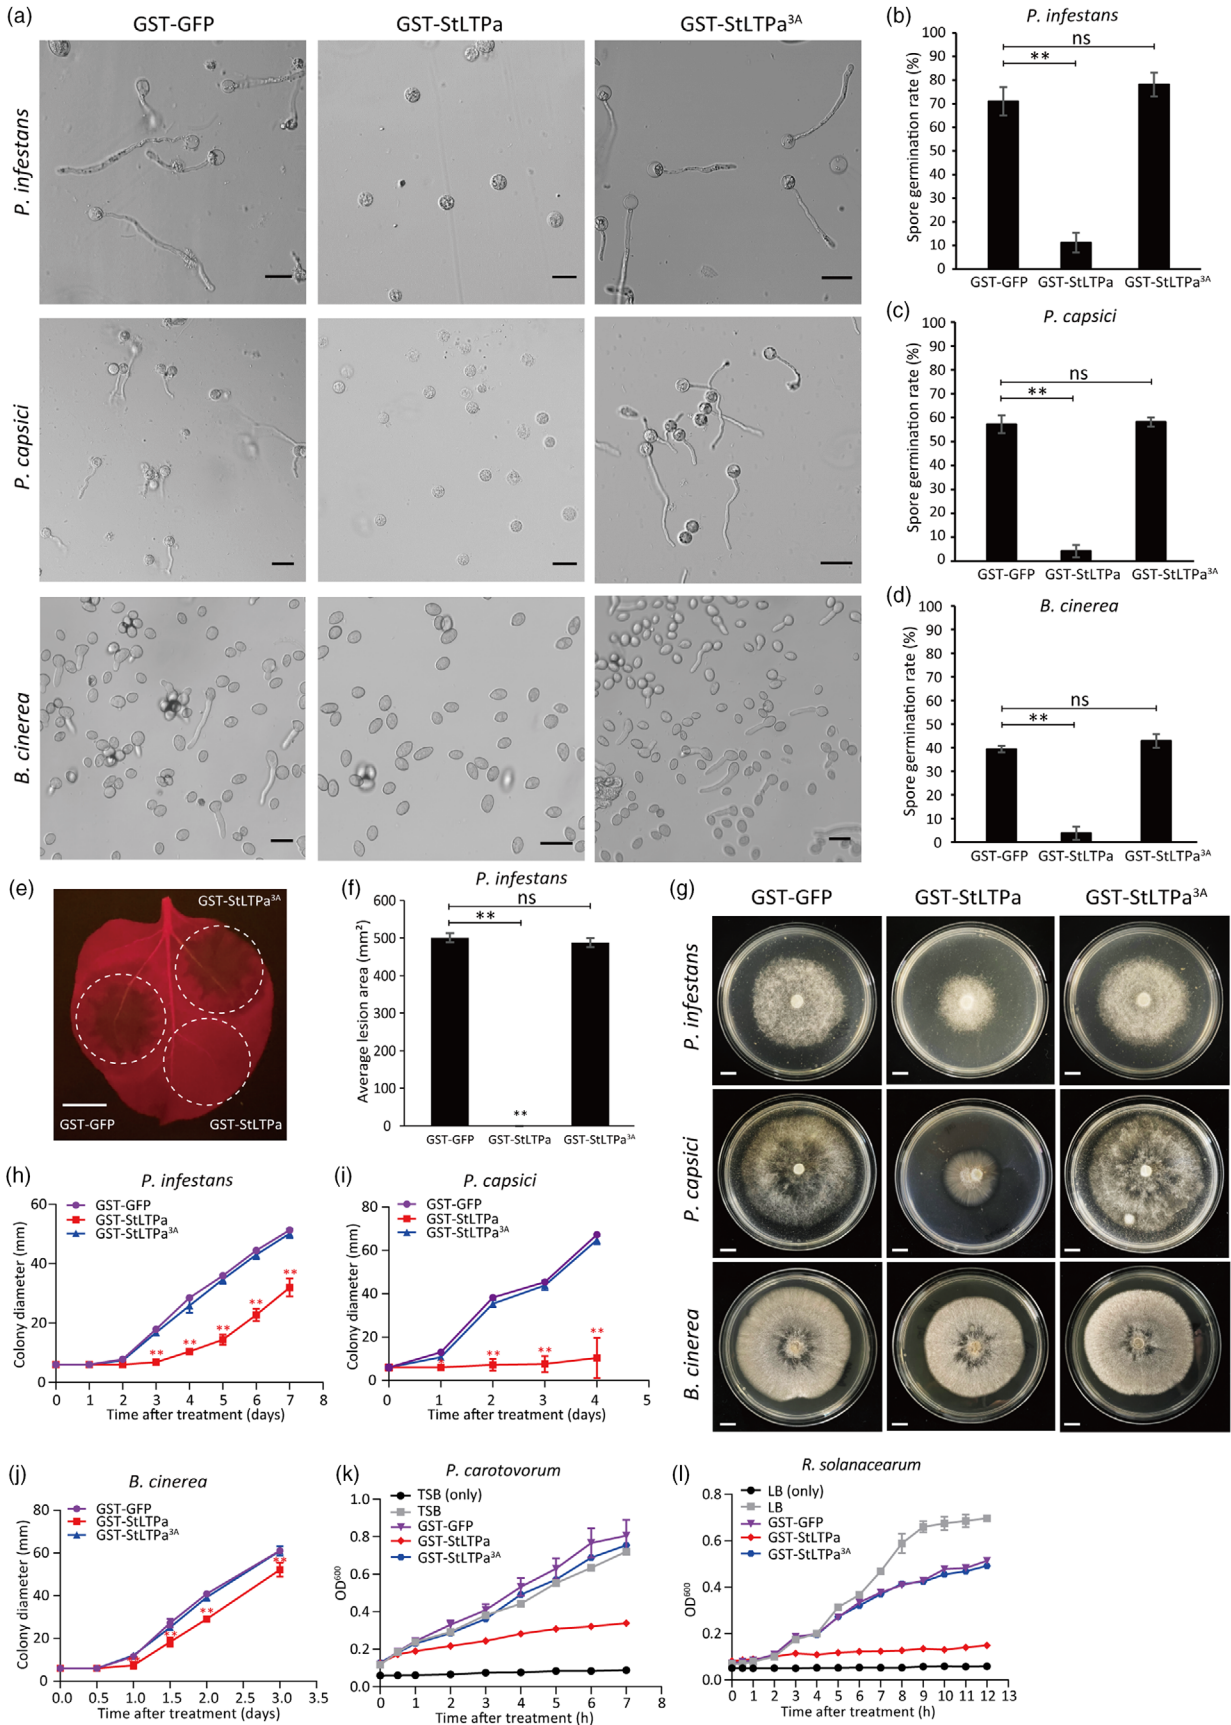 (a)
GST-GFP GST-StLTPa GST-StLTPa3A
P. infestans
P. capsici
B. cinerea
(b)
P. infestans
Spore germination rate (%)
100
90
80
70
60
50
40
30
20
10
0
ns
**
GST-GFP GST-StLTPa GST-StLTPa3A
(c)
P. capsici
Spore germination rate (%)
100
90
80
70
60
50
40
30
20
10
0
ns
**
GST-GFP GST-StLTPa GST-StLTPa3A
(d)
B. cinerea
Spore germination rate (%)
100
90
80
70
60
50
40
30
20
10
0
ns
**
GST-GFP GST-StLTPa GST-StLTPa3A
(e)
GST-StLTPa3A
GST-GFP
GST-StLTPa
(f)
P. infestans
Average lesion area (mm²)
600
500
400
300
200
100
0
ns
**
**
GST-GFP GST-StLTPa GST-StLTPa3A
(g)
GST-GFP GST-StLTPa GST-StLTPa3A
P. infestans
P. capsici
B. cinerea
(h)
P. infestans
GST-GFP
GST-StLTPa
GST-StLTPa3A
Colony diameter (mm)
60
40
20
0
** ** ** ** **
0 1 2 3 4 5 6 7 8
Time after treatment (days)
(i)
P. capsici
GST-GFP
GST-StLTPa
GST-StLTPa3A
Colony diameter (mm)
80
60
40
20
0
* ** ** **
0 1 2 3 4 5
Time after treatment (days)
(j)
B. cinerea
GST-GFP
GST-StLTPa
GST-StLTPa3A
Colony diameter (mm)
80
60
40
20
0
** ** ** **
0.0 0.5 1.0 1.5 2.0 2.5 3.0 3.5
Time after treatment (days)
(k)
P. carotovorum
TSB (only)
TSB
GST-GFP
GST-StLTPa
GST-StLTPa3A
OD600
1.0
0.8
0.6
0.4
0.2
0.0
0 1 2 3 4 5 6 7 8
Time after treatment (h)
(l)
R. solanacearum
LB (only)
LB
GST-GFP
GST-StLTPa
GST-StLTPa3A
OD600
0.8
0.6
0.4
0.2
0.0
0 1 2 3 4 5 6 7 8 9 10 11 12 13
Time after treatment (h)